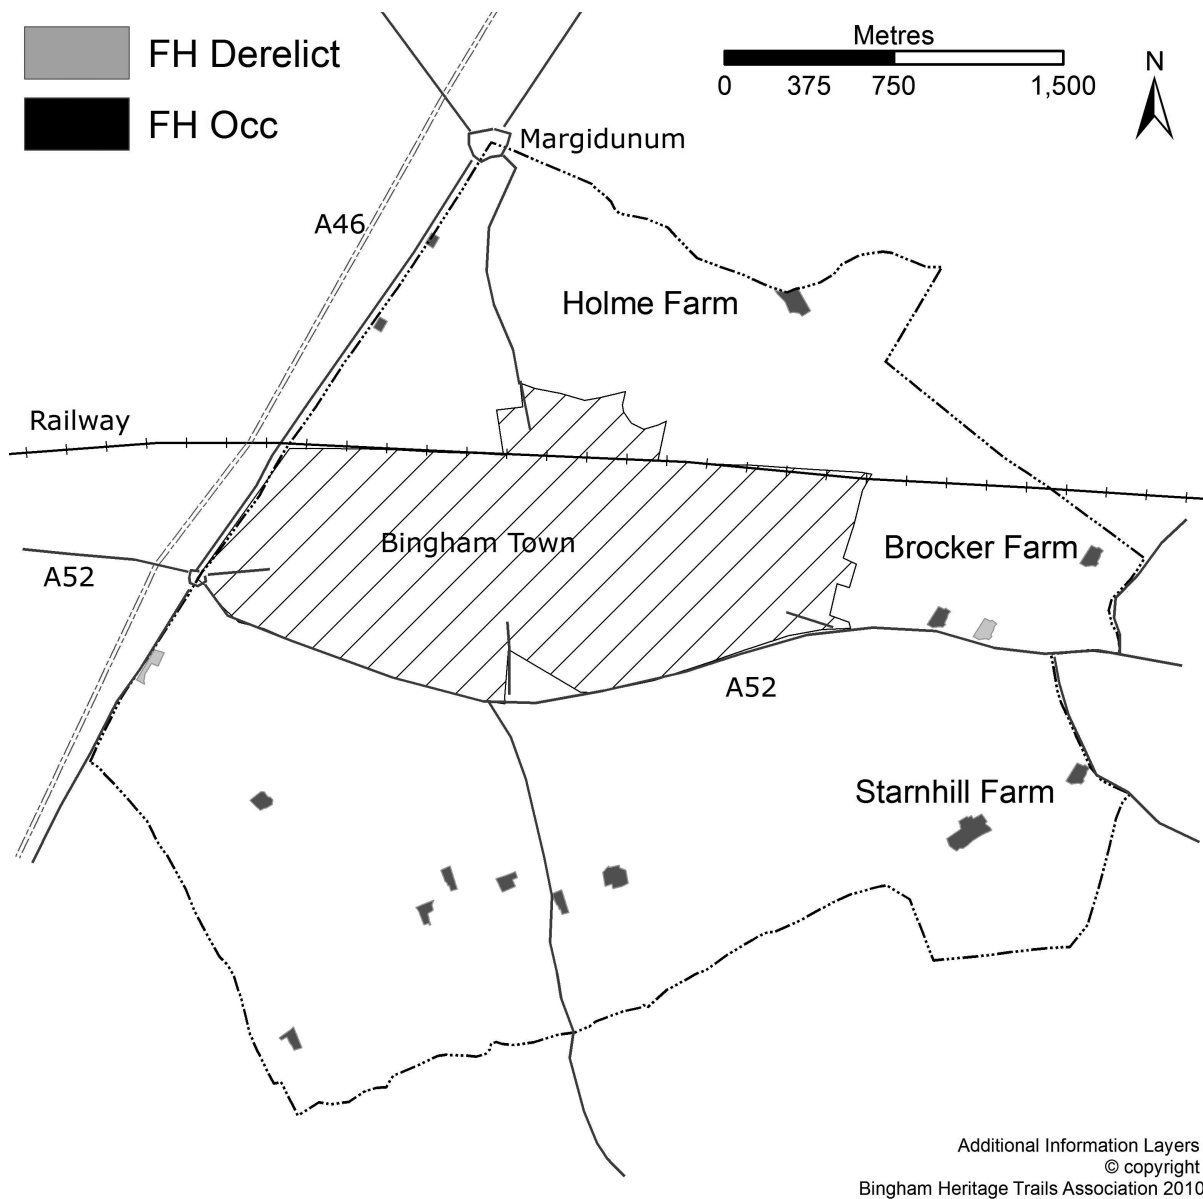 FH Derelict
FH Occ
Metres
0 375 750 1,500
N
Margidunum
A46
Holme Farm
Railway
Bingham Town
Brocker Farm
A52
A52
Starnhill Farm
Additional Information Layers
© copyright
Bingham Heritage Trails Association 2010